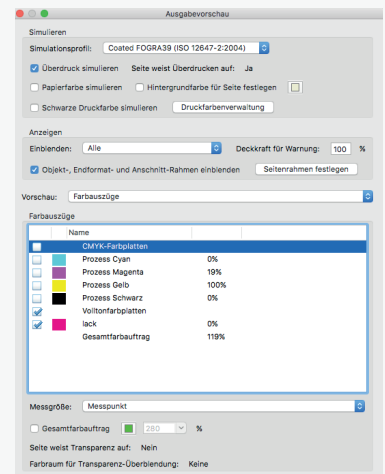 Ausgabevorschau
Simulieren
Simulationsprofil: Coated FOGRA39 (ISO 12647-2:2004)
Überdruck simulieren Seite weist Überdrucken auf: Ja
Papierfarbe simulieren Hintergrundfarbe für Seite festlegen
Schwarze Druckfarbe simulieren Druckfarbenverwaltung
Anzeigen
Einblenden: Alle Deckkraft für Warnung: 100 %
Objekt-, Endformat- und Anschnitt-Rahmen einblenden Seitenrahmen festlegen
Vorschau: Farbauszüge
Farbauszüge
Name
CMYK-Farbplatten
Prozess Cyan 0%
Prozess Magenta 19%
Prozess Gelb 100%
Prozess Schwarz 0%
Volltonfarbplatten
lack 0%
Gesamtfarbauftrag 119%
Messgröße: Messpunkt
Gesamtfarbauftrag 280 %
Seite weist Transparenz auf: Nein
Farbraum für Transparenz-Überblendung: Keine